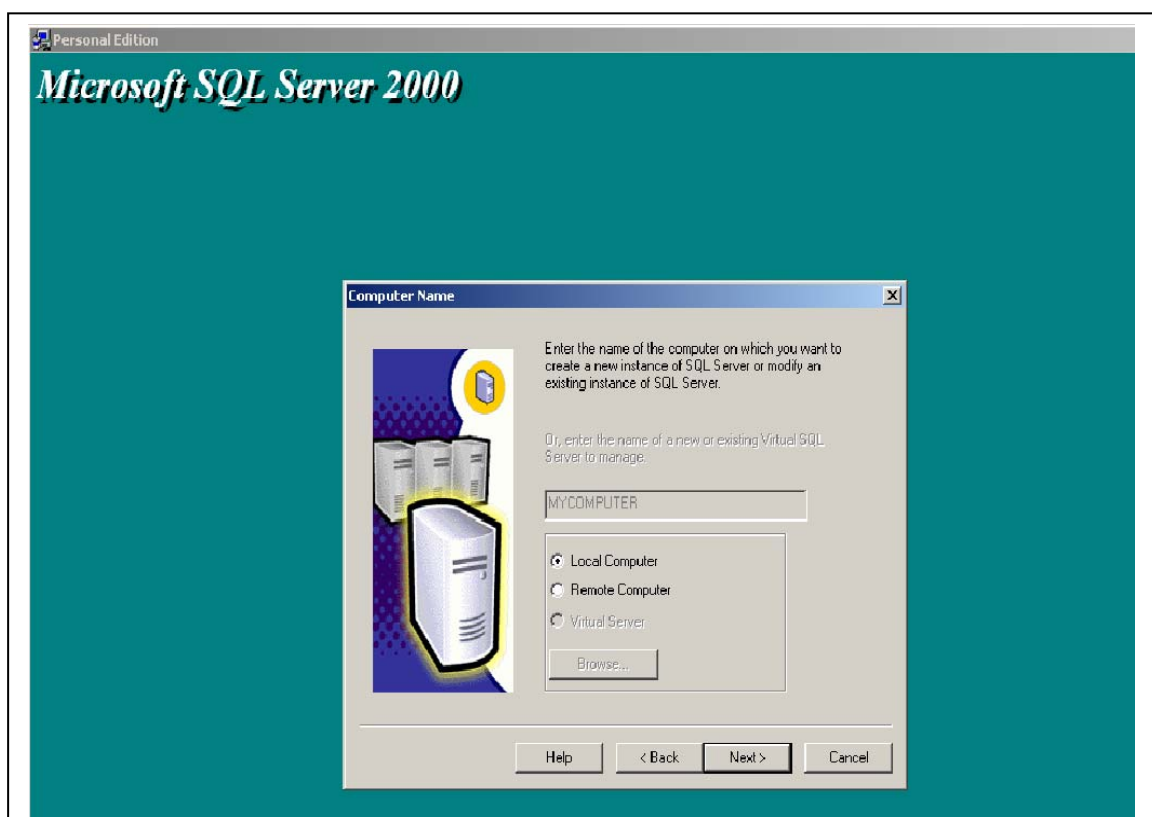 Personal Edition
Microsoft SQL Server 2000
Computer Name
Enter the name of the computer on which you want to
create a new instance of SQL Server or modify an
existing instance of SQL Server.
Or, enter the name of a new or existing Virtual SQL
Server to manage.
MYCOMPUTER
Local Computer
Remote Computer
Virtual Server
Browse...
Help
< Back
Next >
Cancel